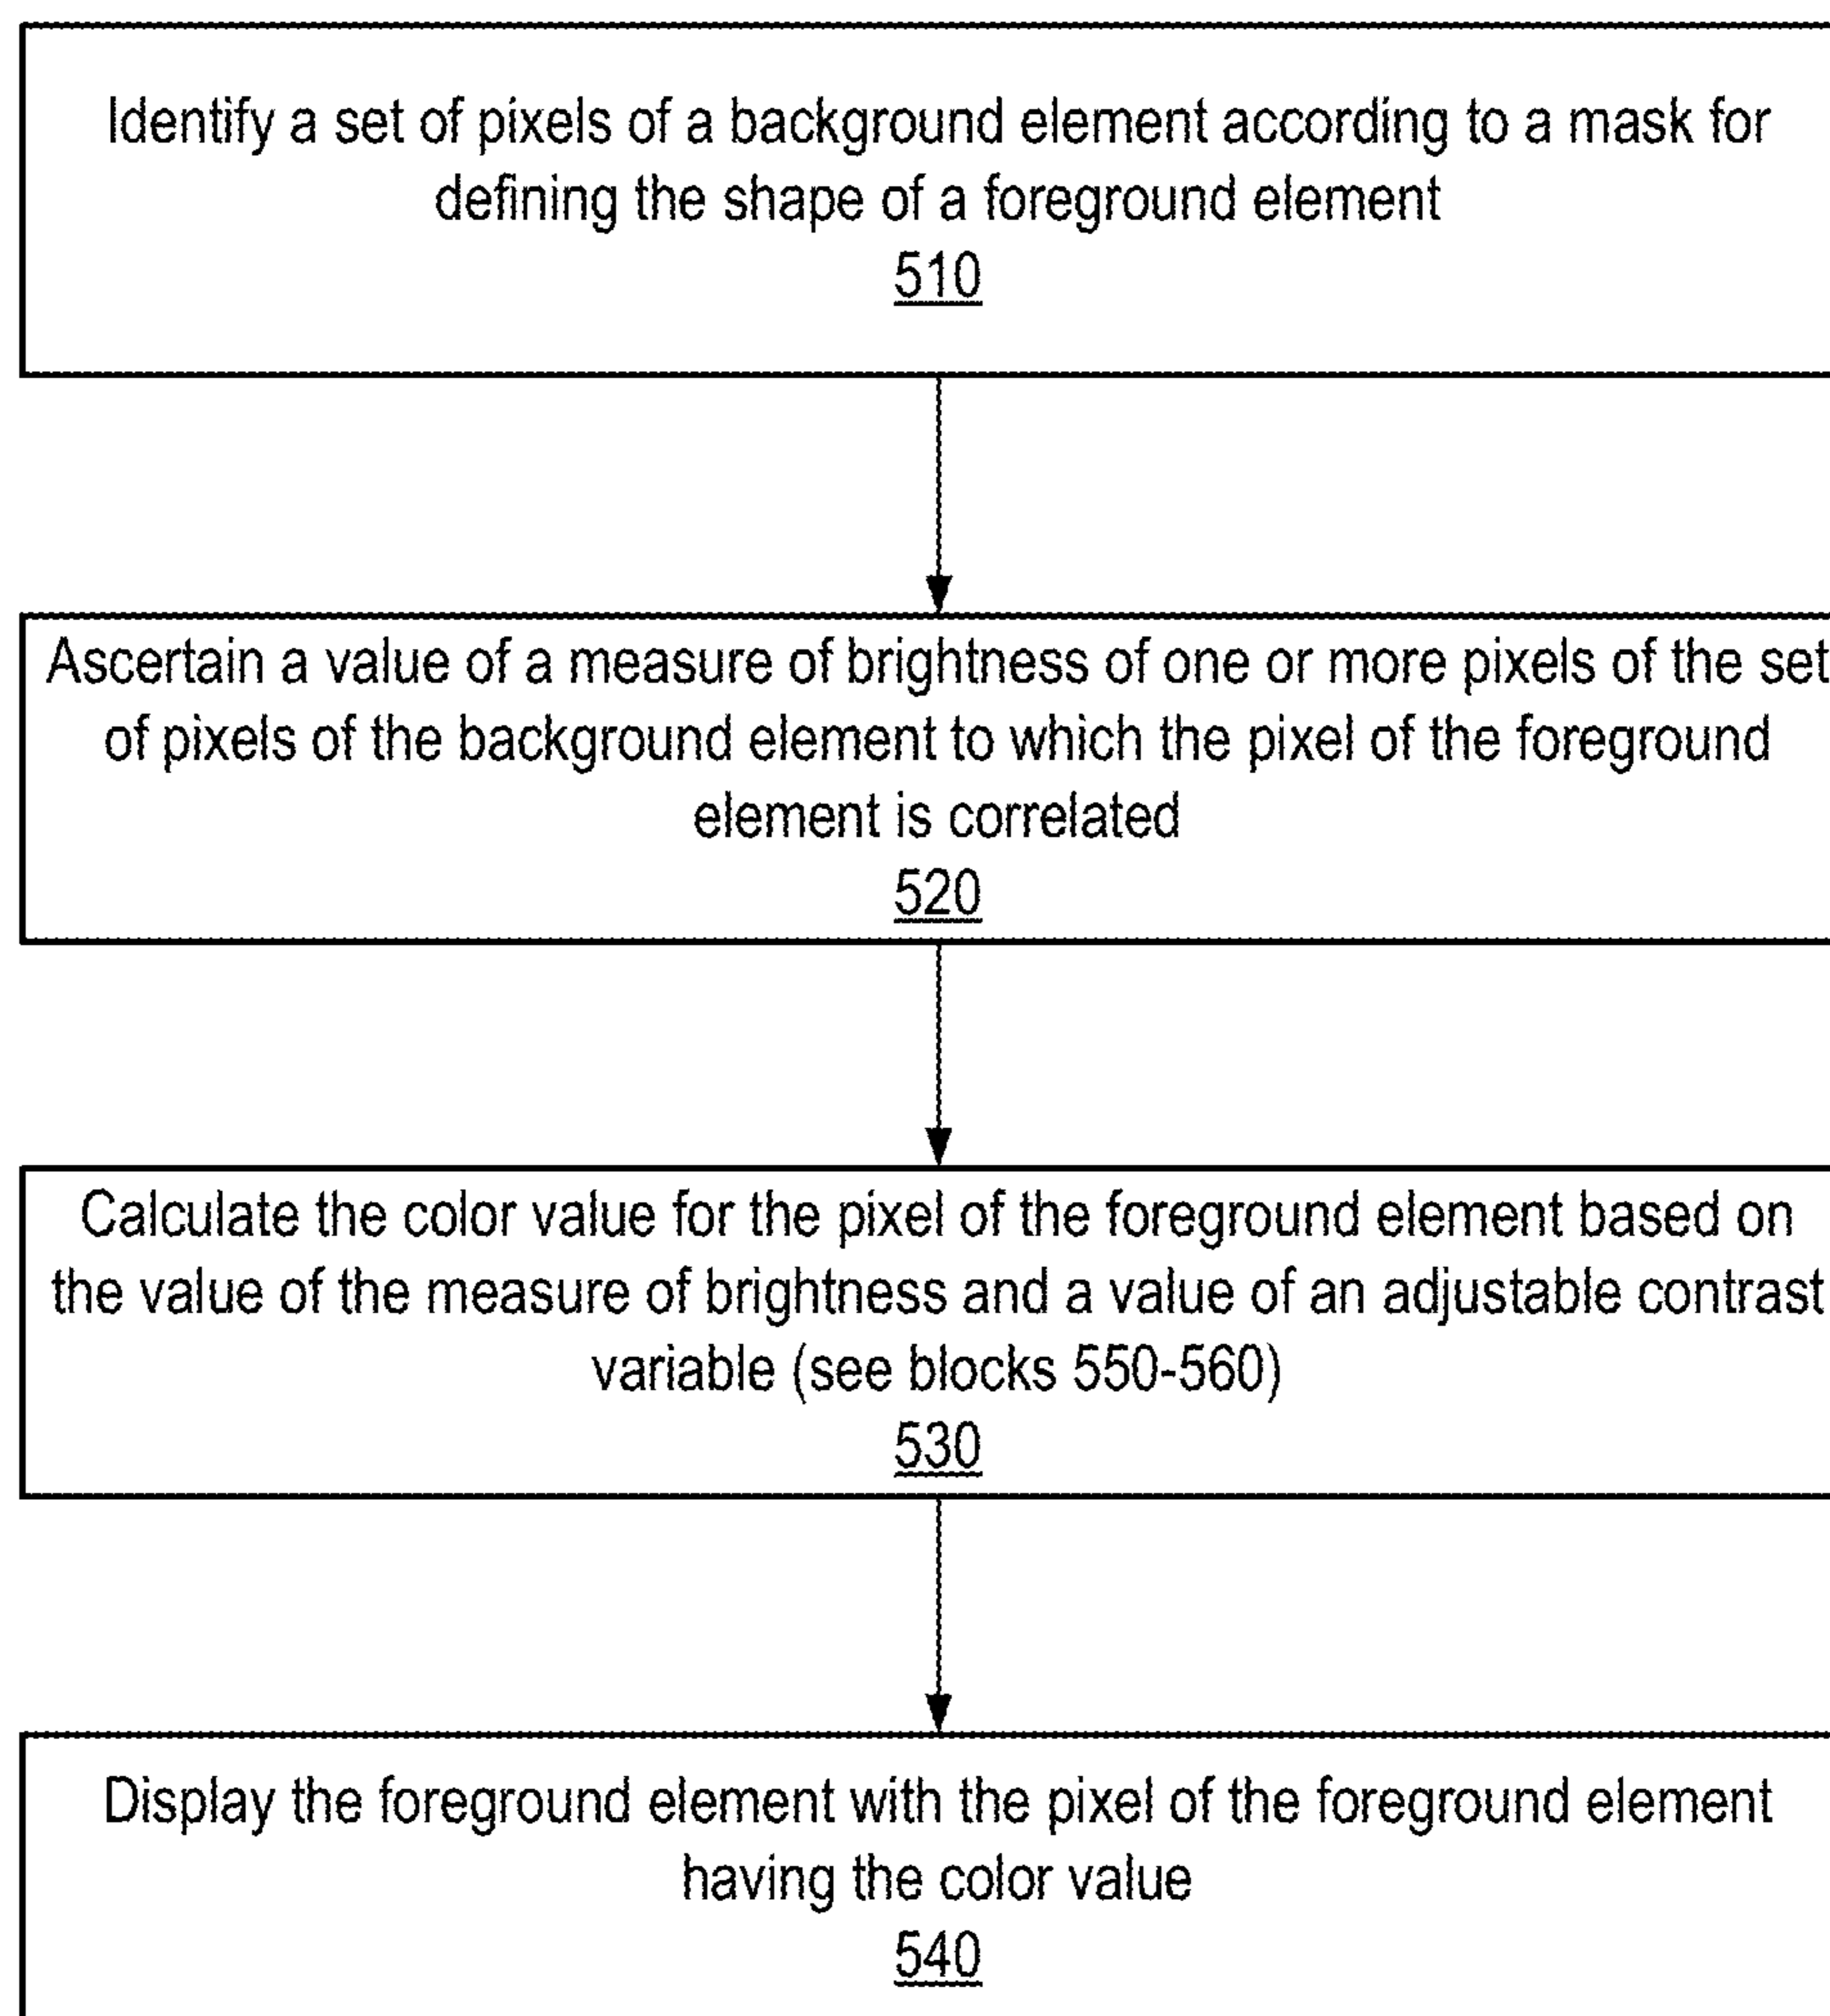 Identify a set of pixels of a background element according to a mask for
defining the shape of a foreground element
510
Ascertain a value of a measure of brightness of one or more pixels of the set
of pixels of the background element to which the pixel of the foreground
element is correlated
520
Calculate the color value for the pixel of the foreground element based on
the value of the measure of brightness and a value of an adjustable contrast
variable (see blocks 550-560)
530
Display the foreground element with the pixel of the foreground element
having the color value
540